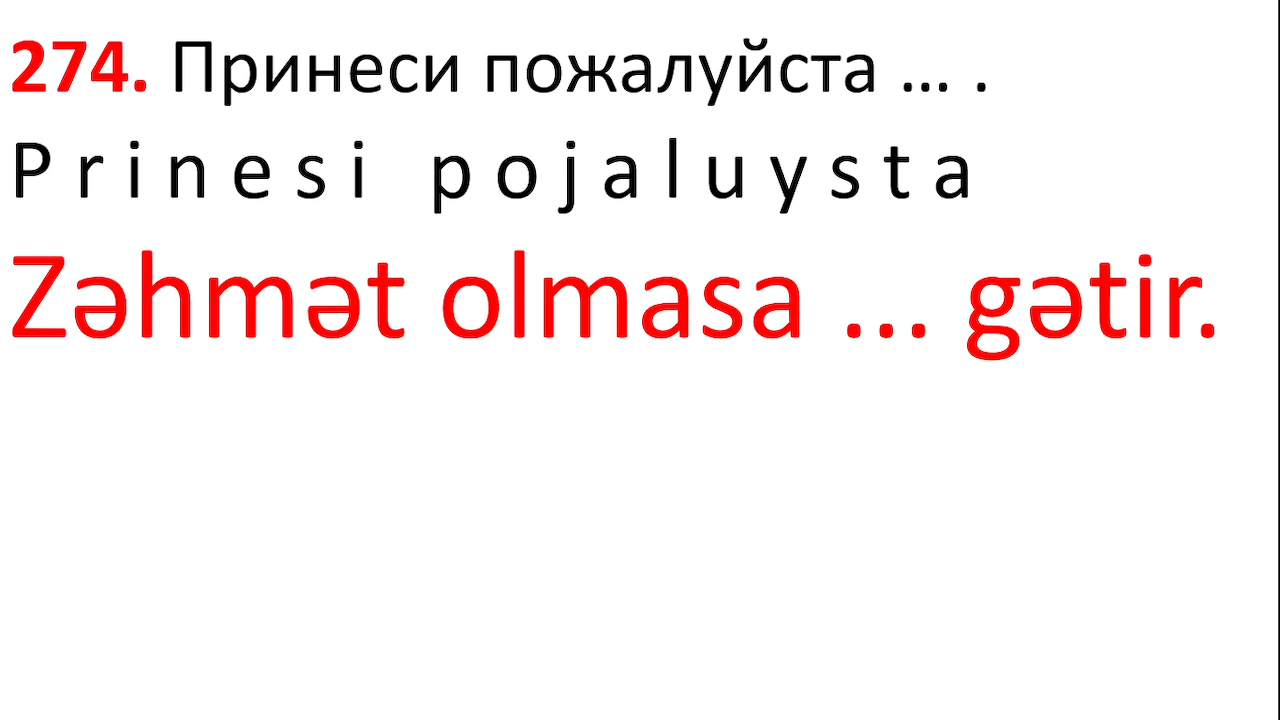 274. Принеси пожалуйста ... .
P r i n e s i p o j a l u y s t a
Zəhmət olmasa ... gətir.